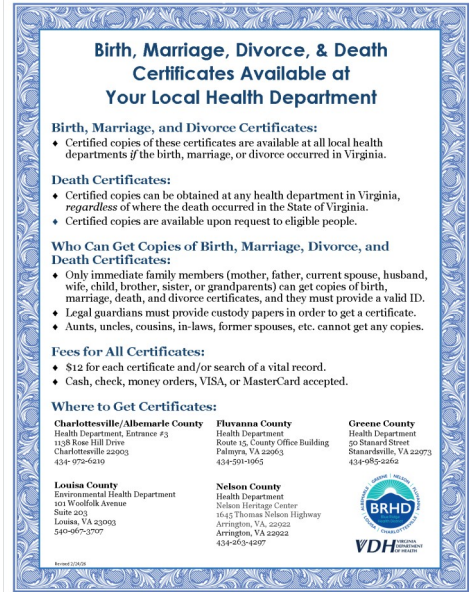 Birth, Marriage, Divorce, & Death
Certificates Available at
Your Local Health Department
Birth, Marriage, and Divorce Certificates:
♦ Certified copies of these certificates are available at all local health
departments if the birth, marriage, or divorce occurred in Virginia.
Death Certificates:
♦ Certified copies can be obtained at any health department in Virginia,
regardless of where the death occurred in the State of Virginia.
♦ Certified copies are available upon request to eligible people.
Who Can Get Copies of Birth, Marriage, Divorce, and
Death Certificates:
♦ Only immediate family members (mother, father, current spouse, husband,
wife, child, brother, sister, or grandparents) can get copies of birth,
marriage, death, and divorce certificates, and they must provide a valid ID.
♦ Legal guardians must provide custody papers in order to get a certificate.
♦ Aunts, uncles, cousins, in-laws, former spouses, etc. cannot get any copies.
Fees for All Certificates:
♦ $12 for each certificate and/or search of a vital record.
♦ Cash, check, money orders, VISA, or MasterCard accepted.
Where to Get Certificates:
Charlottesville/Albemarle County
Health Department, Entrance #3
1138 Rose Hill Drive
Charlottesville 22903
434- 972-6219
Fluvanna County
Health Department
Route 15, County Office Building
Palmyra, VA 22963
434-591-1965
Greene County
Health Department
50 Stanard Street
Stanardsville, VA 22973
434-985-2262
Louisa County
Environmental Health Department
101 Woolfolk Avenue
Suite 203
Louisa, VA 23093
540-967-3707
Nelson County
Health Department
Nelson Heritage Center
1645 Thomas Nelson Highway
Arrington, VA, 22922
Arrington, VA 22922
434-263-4297
ALBEMARLE | GREENE | NELSON | FLUVANNA | LOUISA | CHARLOTTESVILLE
BRHD
VDH VIRGINIA
DEPARTMENT
OF HEALTH